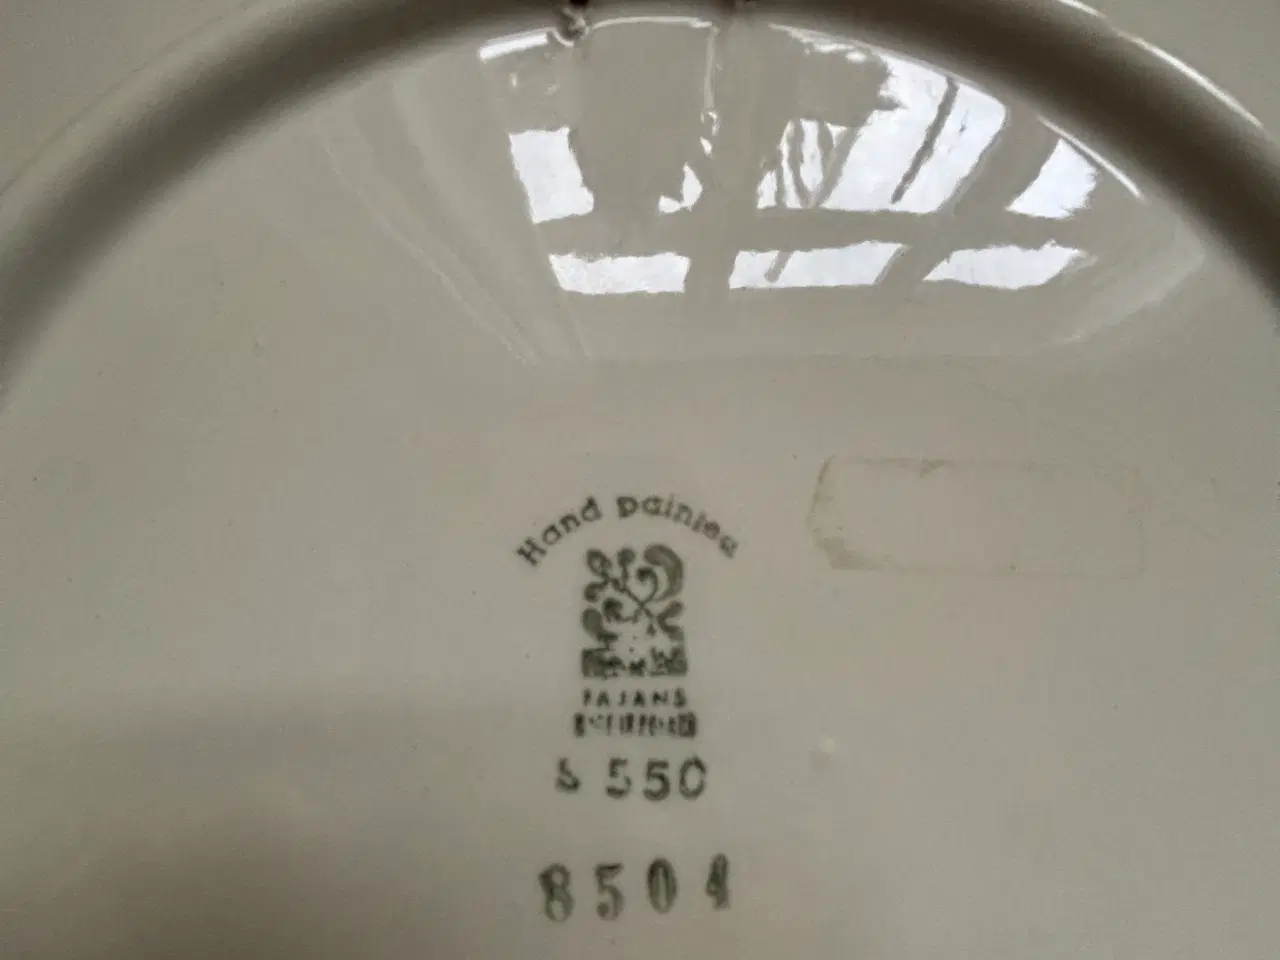 Hand Painted
FAJANS
S 550
8504